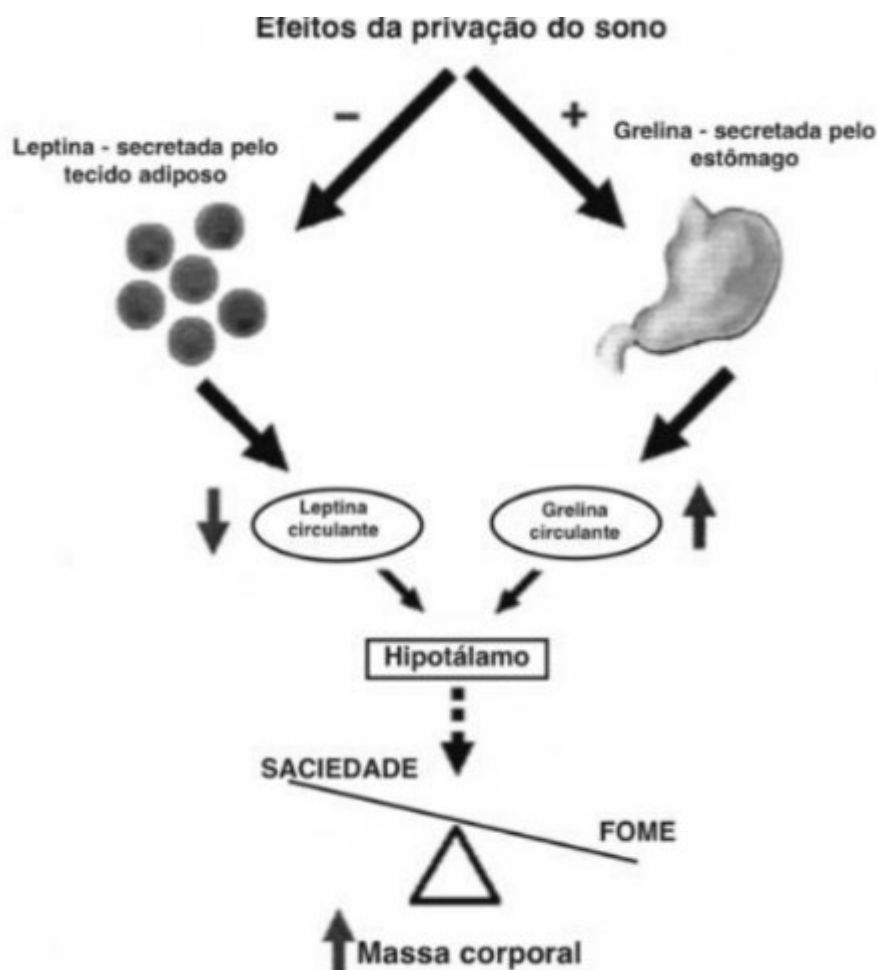 Efeitos da privação do sono
−
+
Leptina - secretada pelo
tecido adiposo
Grelina - secretada pelo
estômago
Leptina
circulante
Grelina
circulante
Hipotálamo
SACIEDADE
FOME
Massa corporal